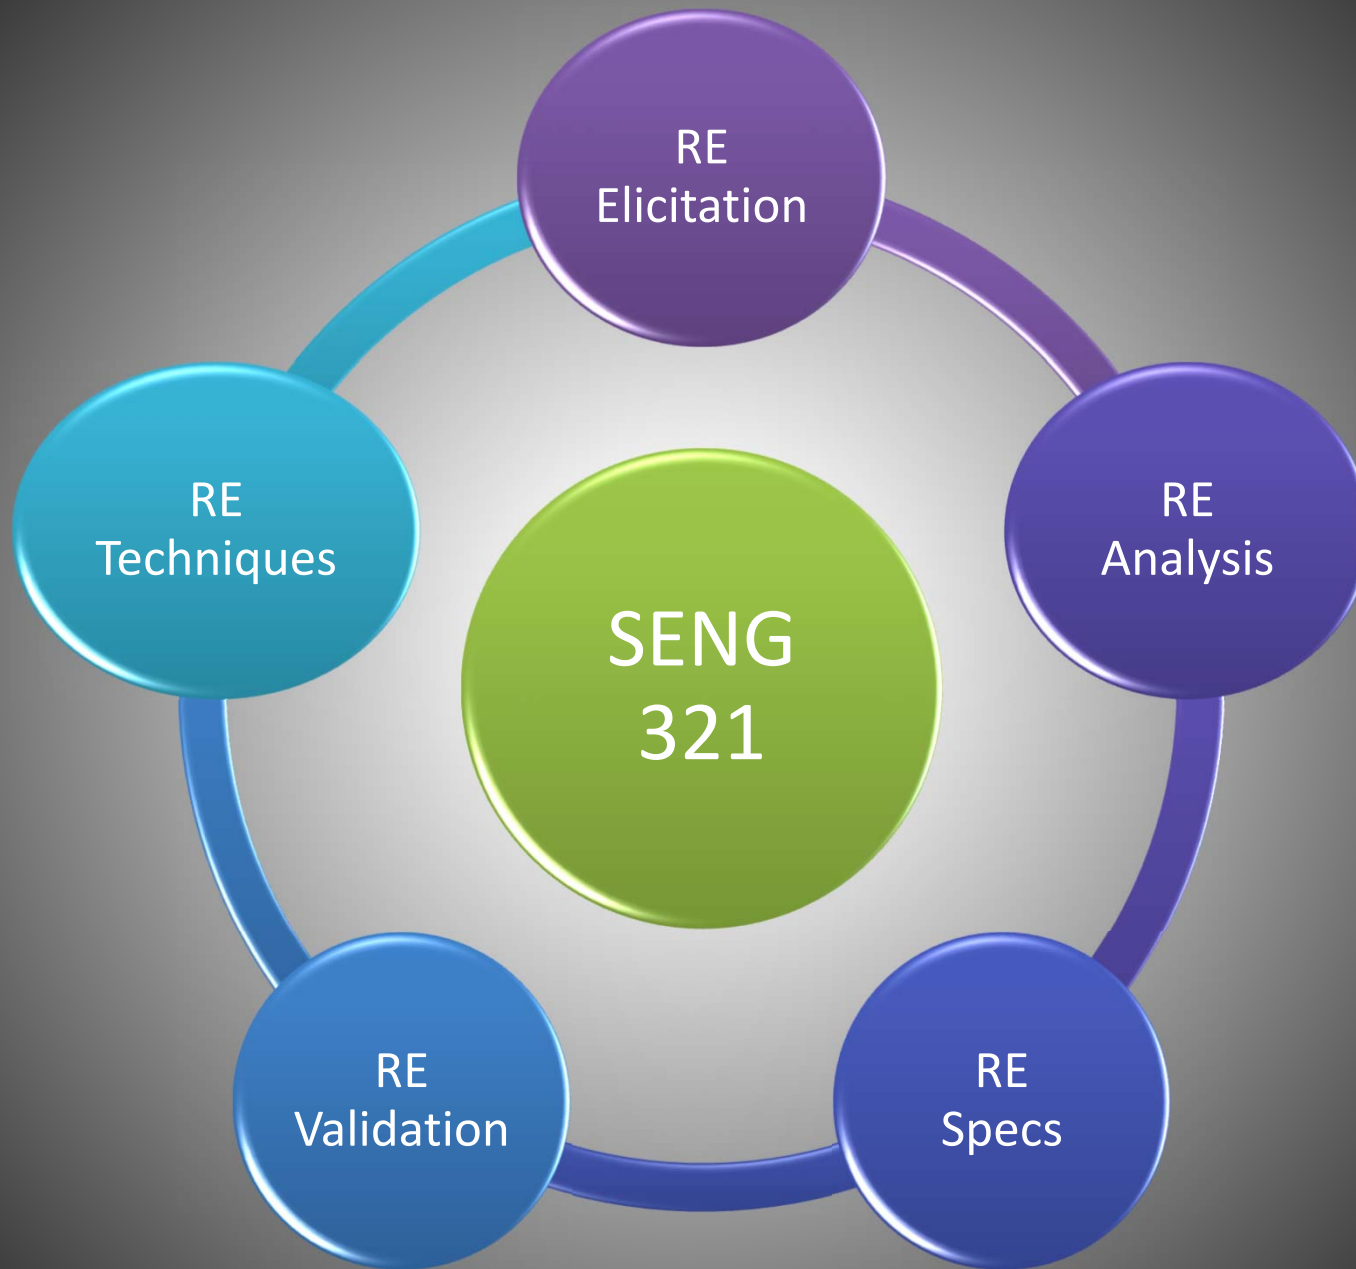 RE
Elicitation
RE
Analysis
RE
Specs
RE
Validation
RE
Techniques
SENG
321